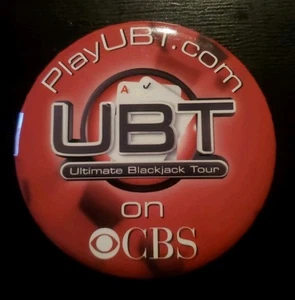 PlayUBT.com
A
UBT
Ultimate Blackjack Tour
on
CBS